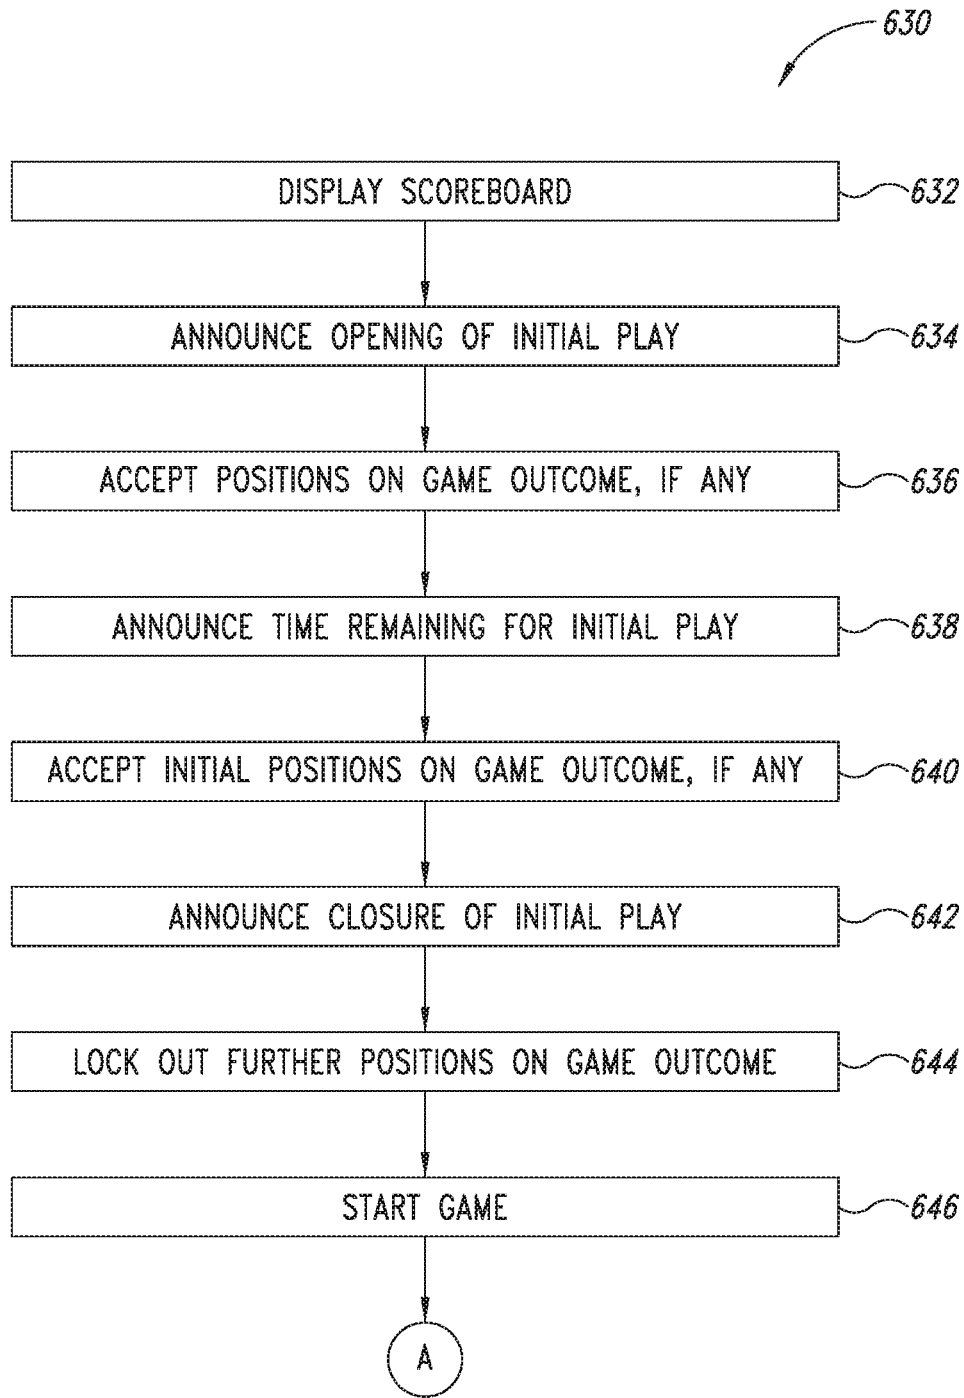 630
DISPLAY SCOREBOARD 632
ANNOUNCE OPENING OF INITIAL PLAY 634
ACCEPT POSITIONS ON GAME OUTCOME, IF ANY 636
ANNOUNCE TIME REMAINING FOR INITIAL PLAY 638
ACCEPT INITIAL POSITIONS ON GAME OUTCOME, IF ANY 640
ANNOUNCE CLOSURE OF INITIAL PLAY 642
LOCK OUT FURTHER POSITIONS ON GAME OUTCOME 644
START GAME 646
A